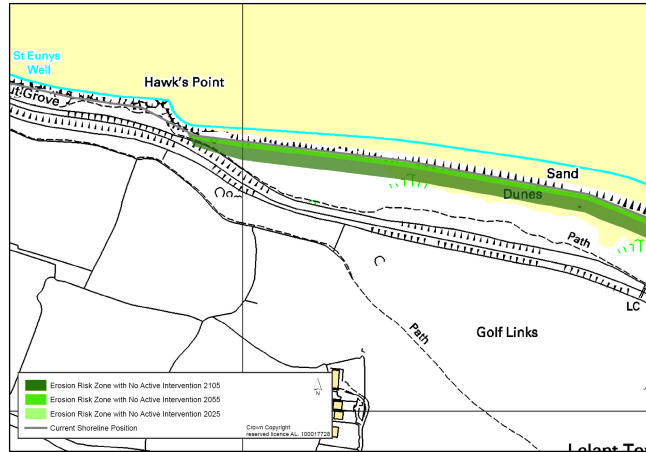 St Eunys
Well
Hawk's Point
t Grove
Sand
Dunes
Path
LC
Path
Golf Links
Erosion Risk Zone with No Active Intervention 2105
Erosion Risk Zone with No Active Intervention 2055
Erosion Risk Zone with No Active Intervention 2025
Current Shoreline Position
N
Crown Copyright
reserved licence AL. 100017728
Lelant To